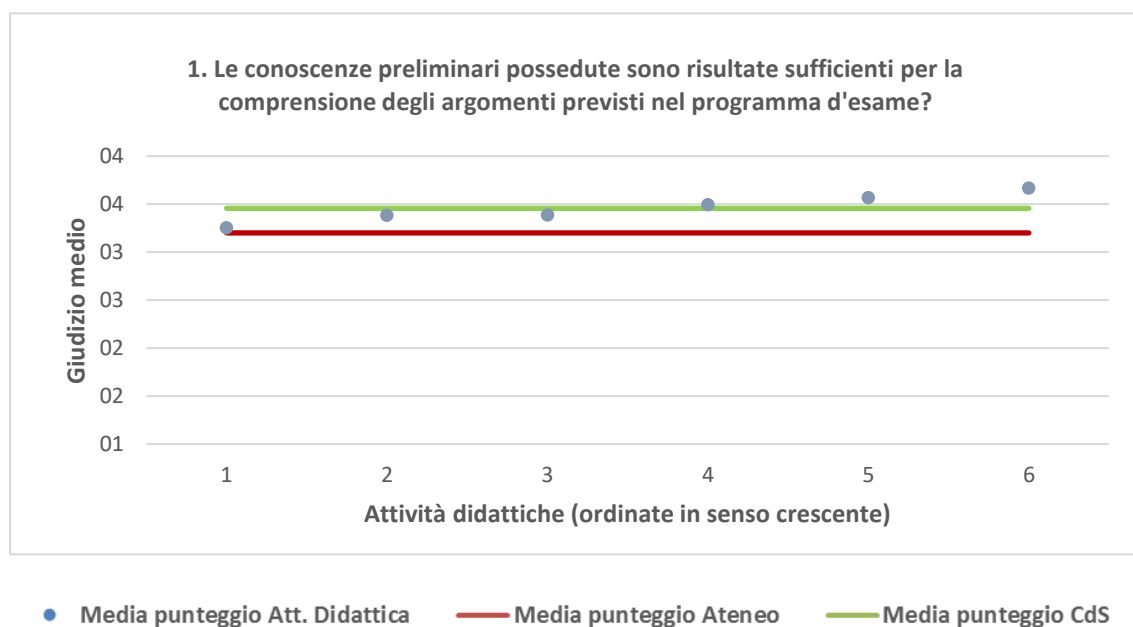 1. Le conoscenze preliminari possedute sono risultate sufficienti per la
comprensione degli argomenti previsti nel programma d'esame?
04
04
03
03
02
02
01
Giudizio medio
1 2 3 4 5 6
Attività didattiche (ordinate in senso crescente)
Media punteggio Att. Didattica Media punteggio Ateneo Media punteggio CdS